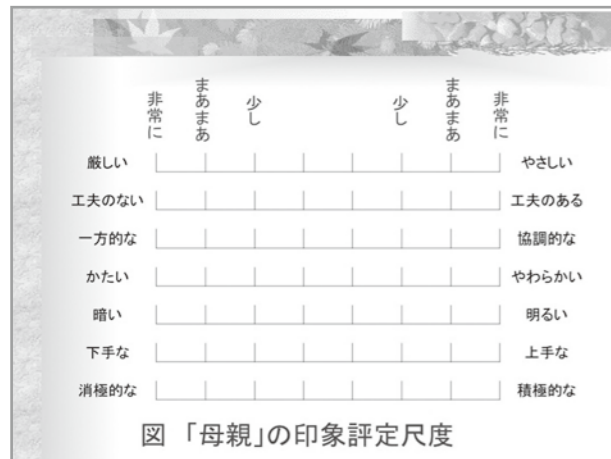 非常に まあまあ 少し 少し まあまあ 非常に
厳しい やさしい
工夫のない 工夫のある
一方的な 協調的な
かたい やわらかい
暗い 明るい
下手な 上手な
消極的な 積極的な
図 「母親」の印象評定尺度